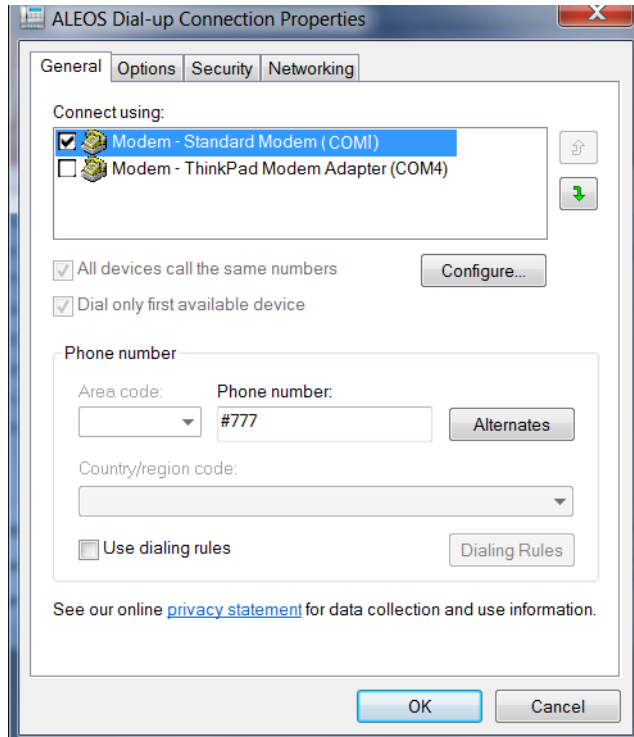 ALEOS Dial-up Connection Properties
General Options Security Networking
Connect using:
Modem - Standard Modem (COM1)
Modem - ThinkPad Modem Adapter (COM4)
All devices call the same numbers
Configure...
Dial only first available device
Phone number
Area code: Phone number:
#777
Alternates
Country/region code:
Use dialing rules
Dialing Rules
See our online privacy statement for data collection and use information.
OK Cancel